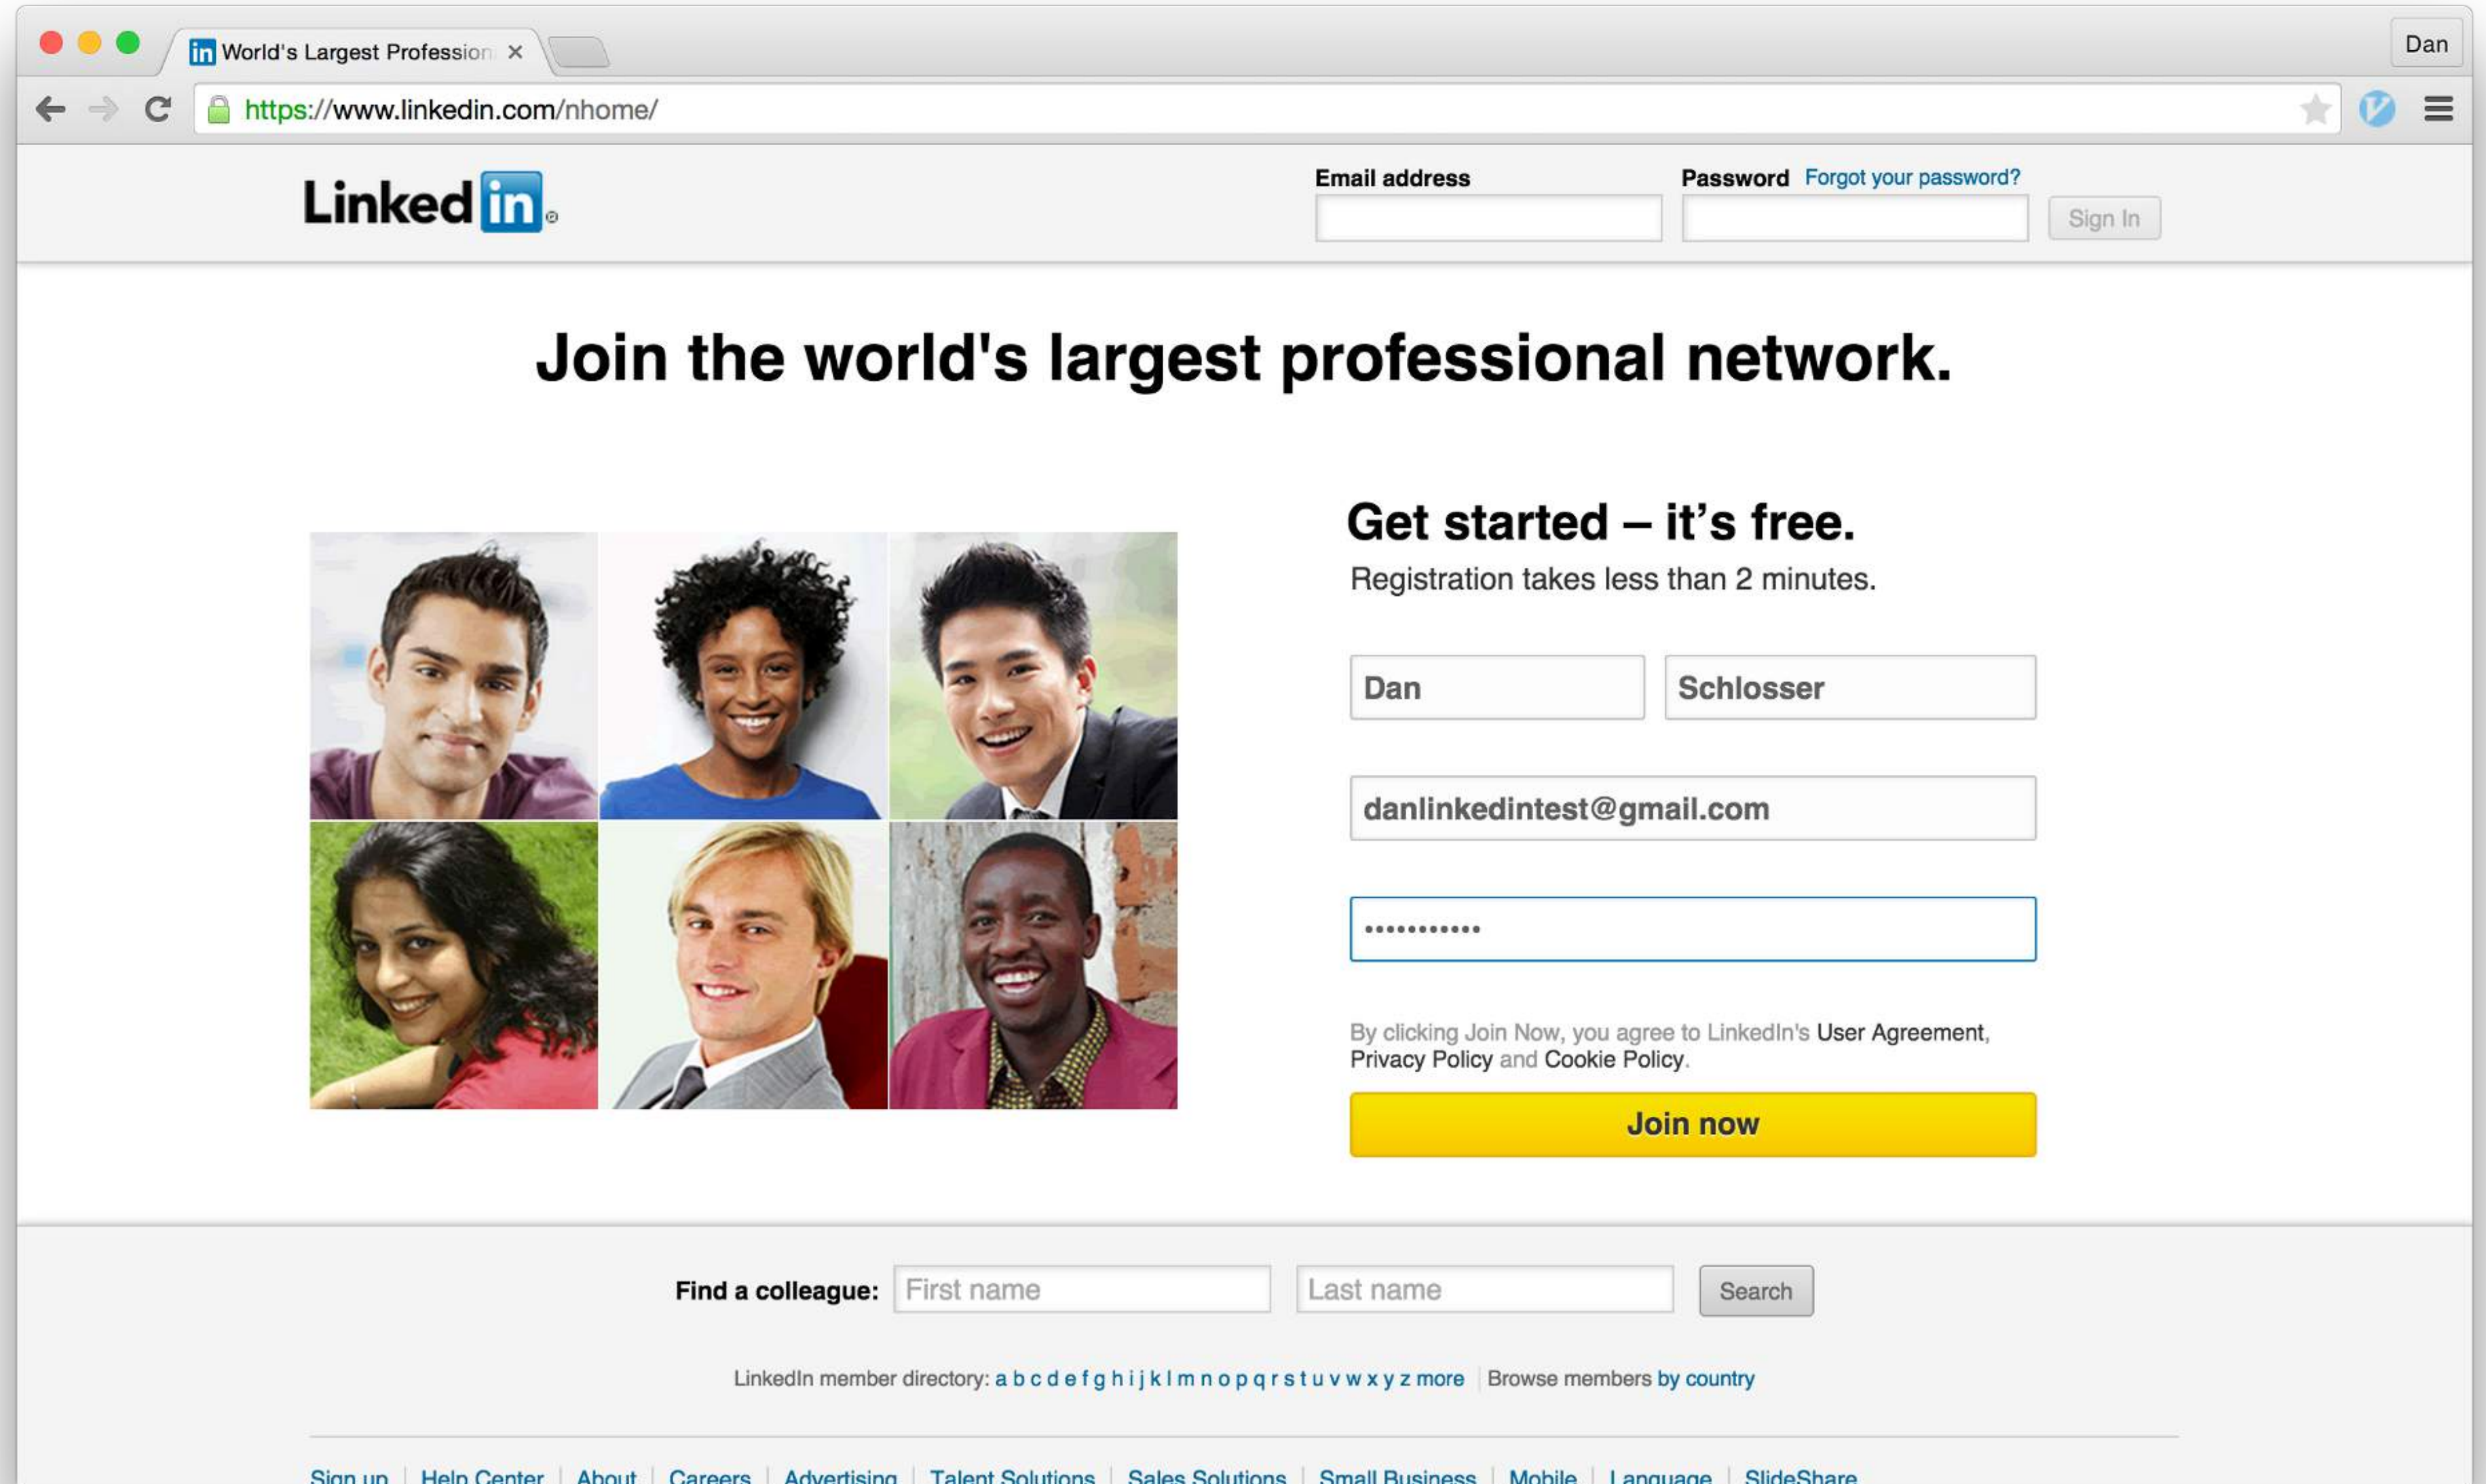 World's Largest Profession
Dan
https://www.linkedin.com/nhome/
Linked in®
Email address
Password Forgot your password?
Sign In
Join the world's largest professional network.
Get started – it’s free.
Registration takes less than 2 minutes.
Dan
Schlosser
danlinkedintest@gmail.com
•••••••••••
By clicking Join Now, you agree to LinkedIn's User Agreement,
Privacy Policy and Cookie Policy.
Join now
Find a colleague: First name Last name Search
LinkedIn member directory: a b c d e f g h i j k l m n o p q r s t u v w x y z more Browse members by country
Sign up Help Center About Careers Advertising Talent Solutions Sales Solutions Small Business Mobile Language SlideShare